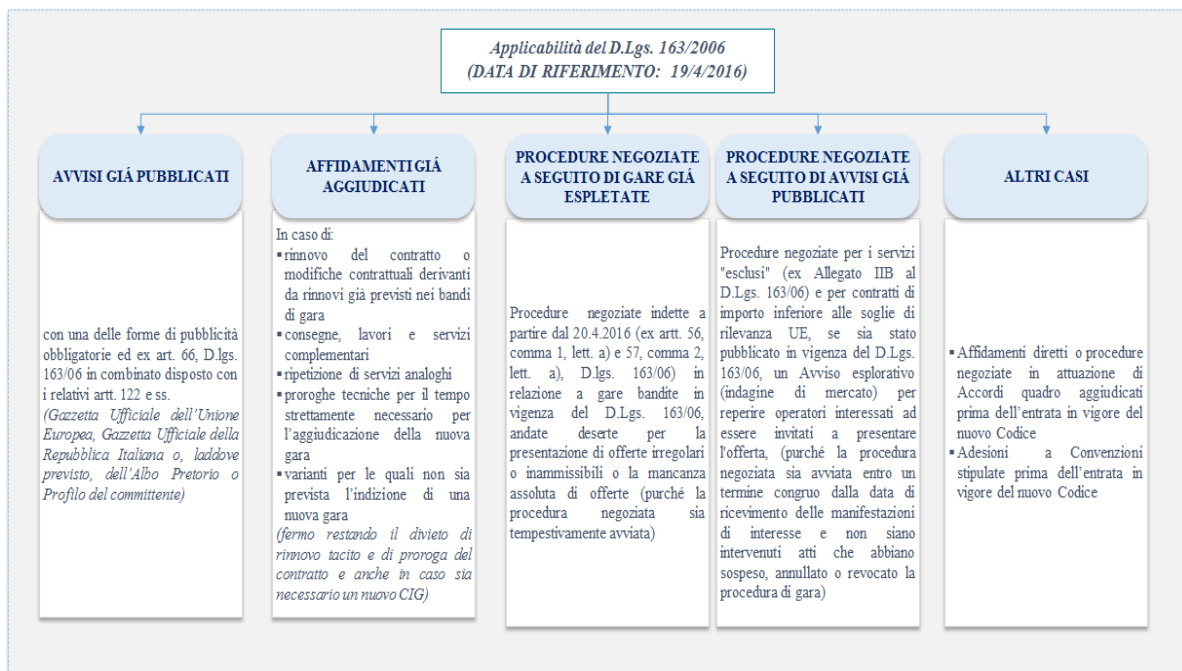 Applicabilità del D.Lgs. 163/2006
(DATA DI RIFERIMENTO: 19/4/2016)
AVVISI GIÁ PUBBLICATI
con una delle forme di pubblicità
obbligatorie ed ex art. 66, D.lgs.
163/06 in combinato disposto con
i relativi artt. 122 e ss.
(Gazzetta Ufficiale dell'Unione
Europea, Gazzetta Ufficiale della
Repubblica Italiana o, laddove
previsto, dell'Albo Pretorio o
Profilo del committente)
AFFIDAMENTI GIÁ
AGGIUDICATI
In caso di:
▪ rinnovo del contratto o
modifiche contrattuali derivanti
da rinnovi già previsti nei bandi
di gara
▪ consegne, lavori e servizi
complementari
▪ ripetizione di servizi analoghi
▪ proroghe tecniche per il tempo
strettamente necessario per
l'aggiudicazione della nuova
gara
▪ varianti per le quali non sia
prevista l'indizione di una
nuova gara
(fermo restando il divieto di
rinnovo tacito e di proroga del
contratto e anche in caso sia
necessario un nuovo CIG)
PROCEDURE NEGOZIATE
A SEGUITO DI GARE GIÁ
ESPLETATE
Procedure negoziate indette a
partire dal 20.4.2016 (ex artt. 56,
comma 1, lett. a) e 57, comma 2,
lett. a), D.lgs. 163/06) in
relazione a gare bandite in
vigenza del D.Lgs. 163/06,
andate deserte per la
presentazione di offerte irregolari
o inammissibili o la mancanza
assoluta di offerte (purché la
procedura negoziata sia
tempestivamente avviata)
PROCEDURE NEGOZIATE
A SEGUITO DI AVVISI GIÁ
PUBBLICATI
Procedure negoziate per i servizi
"esclusi" (ex Allegato IIB al
D.Lgs. 163/06) e per contratti di
importo inferiore alle soglie di
rilevanza UE, se sia stato
pubblicato in vigenza del D.Lgs.
163/06, un Avviso esplorativo
(indagine di mercato) per
reperire operatori interessati ad
essere invitati a presentare
l'offerta, (purché la procedura
negoziata sia avviata entro un
termine congruo dalla data di
ricevimento delle manifestazioni
di interesse e non siano
intervenuti atti che abbiano
sospeso, annullato o revocato la
procedura di gara)
ALTRI CASI
▪ Affidamenti diretti o procedure
negoziate in attuazione di
Accordi quadro aggiudicati
prima dell'entrata in vigore del
nuovo Codice
▪ Adesioni a Convenzioni
stipulate prima dell'entrata in
vigore del nuovo Codice